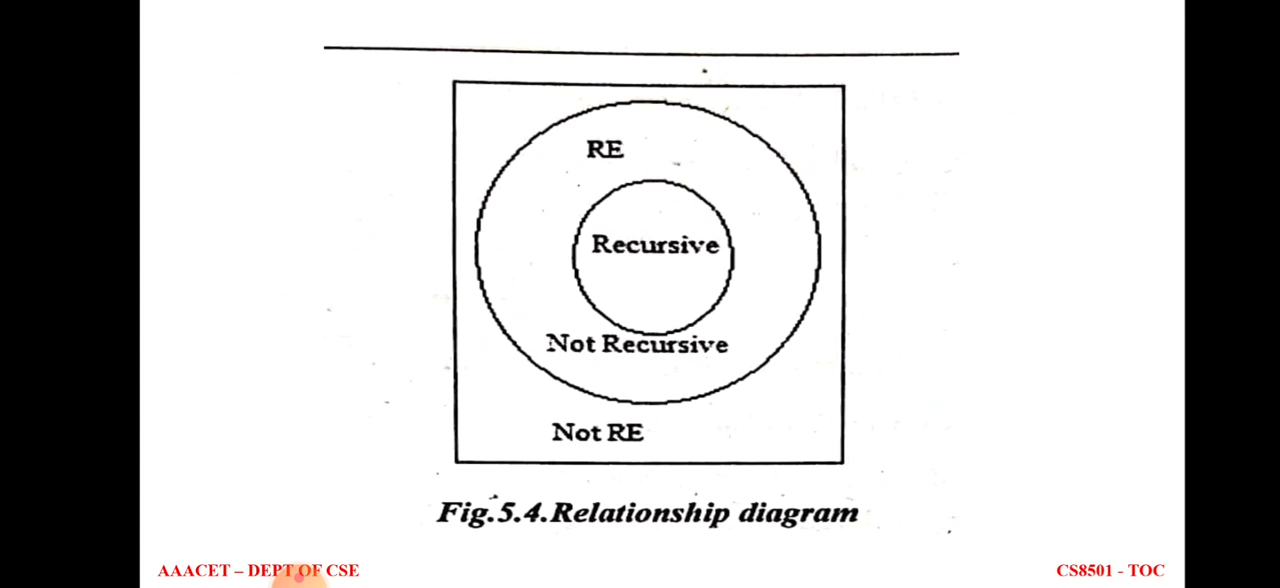 RE
Recursive
Not Recursive
Not RE
Fig.5.4.Relationship diagram
AAACET – DEPT OF CSE
CS8501 - TOC